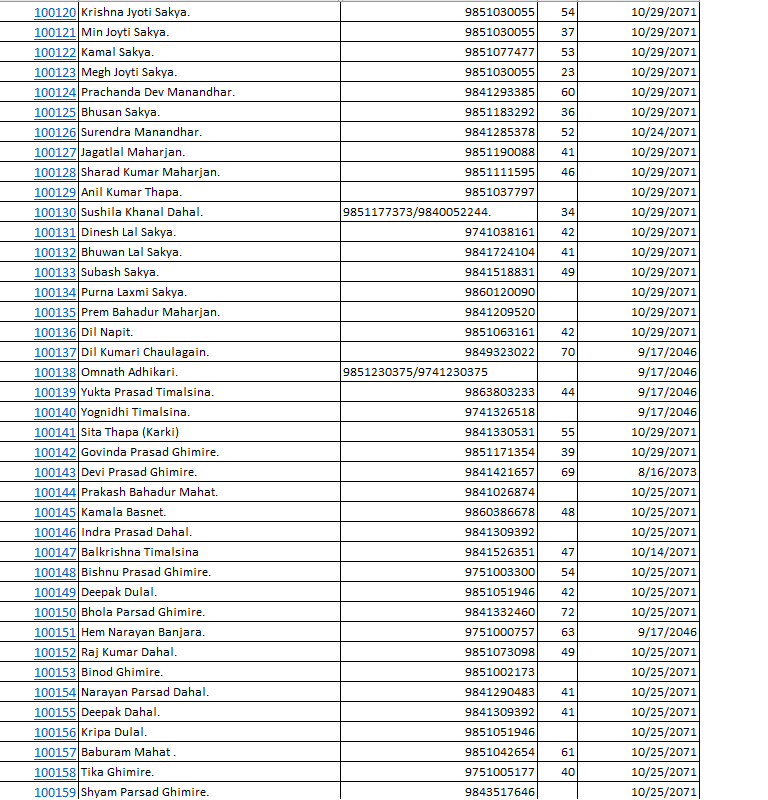 100120 Krishna Jyoti Sakya. 9851030055 54 10/29/2071
100121 Min Joyti Sakya. 9851030055 37 10/29/2071
100122 Kamal Sakya. 9851077477 53 10/29/2071
100123 Megh Joyti Sakya. 9851030055 23 10/29/2071
100124 Prachanda Dev Manandhar. 9841293385 60 10/29/2071
100125 Bhusan Sakya. 9851183292 36 10/29/2071
100126 Surendra Manandhar. 9841285378 52 10/24/2071
100127 Jagatlal Maharjan. 9851190088 41 10/29/2071
100128 Sharad Kumar Maharjan. 9851111595 46 10/29/2071
100129 Anil Kumar Thapa. 9851037797 10/29/2071
100130 Sushila Khanal Dahal. 9851177373/9840052244. 34 10/29/2071
100131 Dinesh Lal Sakya. 9741038161 42 10/29/2071
100132 Bhuwan Lal Sakya. 9841724104 41 10/29/2071
100133 Subash Sakya. 9841518831 49 10/29/2071
100134 Purna Laxmi Sakya. 9860120090 10/29/2071
100135 Prem Bahadur Maharjan. 9841209520 10/29/2071
100136 Dil Napit. 9851063161 42 10/29/2071
100137 Dil Kumari Chaulagain. 9849323022 70 9/17/2046
100138 Omnath Adhikari. 9851230375/9741230375 9/17/2046
100139 Yukta Prasad Timalsina. 9863803233 44 9/17/2046
100140 Yognidhi Timalsina. 9741326518 9/17/2046
100141 Sita Thapa (Karki) 9841330531 55 10/29/2071
100142 Govinda Prasad Ghimire. 9851171354 39 10/29/2071
100143 Devi Prasad Ghimire. 9841421657 69 8/16/2073
100144 Prakash Bahadur Mahat. 9841026874 10/25/2071
100145 Kamala Basnet. 9860386678 48 10/25/2071
100146 Indra Prasad Dahal. 9841309392 10/25/2071
100147 Balkrishna Timalsina 9841526351 47 10/14/2071
100148 Bishnu Prasad Ghimire. 9751003300 54 10/25/2071
100149 Deepak Dulal. 9851051946 42 10/25/2071
100150 Bhola Parsad Ghimire. 9841332460 72 10/25/2071
100151 Hem Narayan Banjara. 9751000757 63 9/17/2046
100152 Raj Kumar Dahal. 9851073098 49 10/25/2071
100153 Binod Ghimire. 9851002173 10/25/2071
100154 Narayan Parsad Dahal. 9841290483 41 10/25/2071
100155 Deepak Dahal. 9841309392 41 10/25/2071
100156 Kripa Dulal. 9851051946 10/25/2071
100157 Baburam Mahat . 9851042654 61 10/25/2071
100158 Tika Ghimire. 9751005177 40 10/25/2071
100159 Shyam Parsad Ghimire. 9843517646 10/25/2071